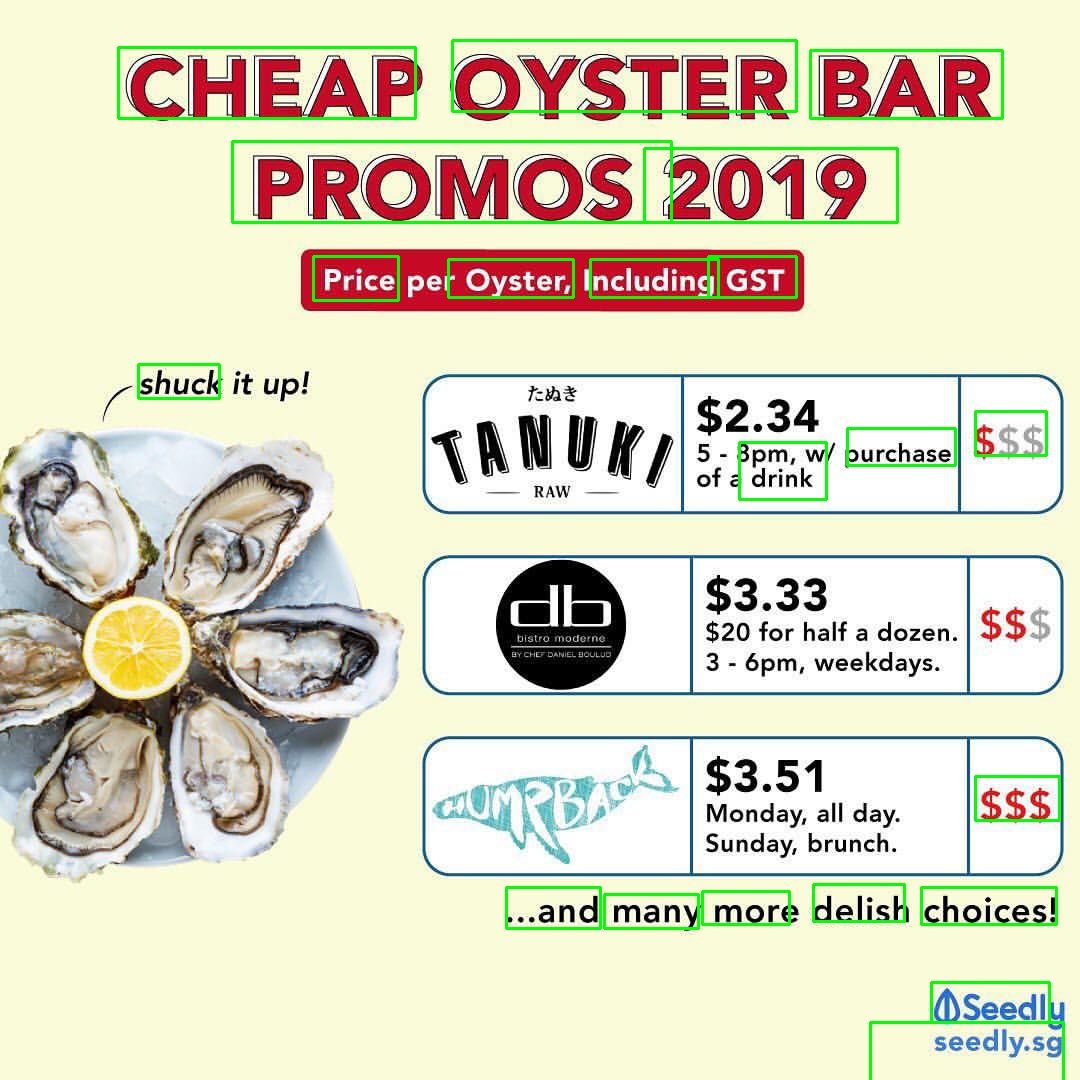 CHEAP OYSTER BAR
PROMOS 2019
Price per Oyster, Including GST
shuck it up!
たぬき
TANUKI
RAW
$2.34
5 - 8pm, w/ purchase
of a drink
$$$
db
bistro moderne
BY CHEF DANIEL BOULUD
$3.33
$20 for half a dozen.
3 - 6pm, weekdays.
$$$
HUMPBACK
$3.51
Monday, all day.
Sunday, brunch.
$$$
...and many more delish choices!
Seedly
seedly.sg